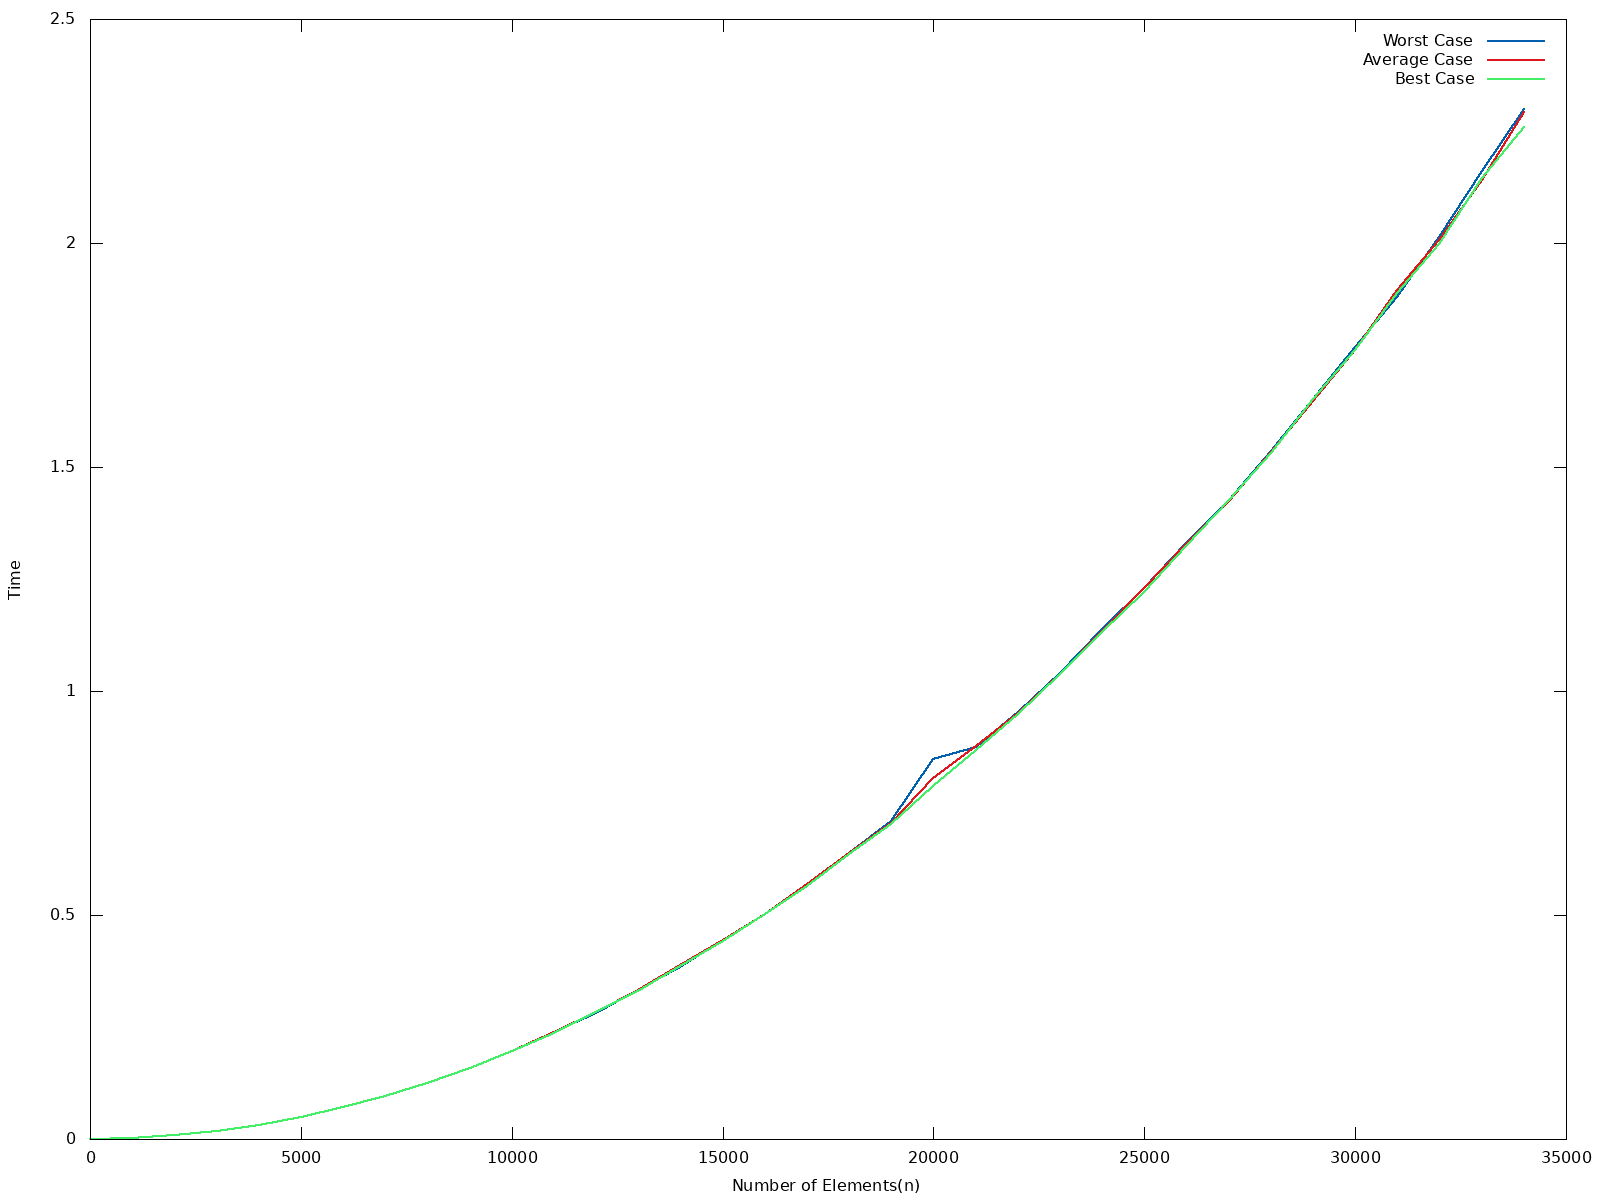 2.5
Worst Case
Average Case
Best Case
2
1.5
Time
1
0.5
0
0 5000 10000 15000 20000 25000 30000 35000
Number of Elements(n)